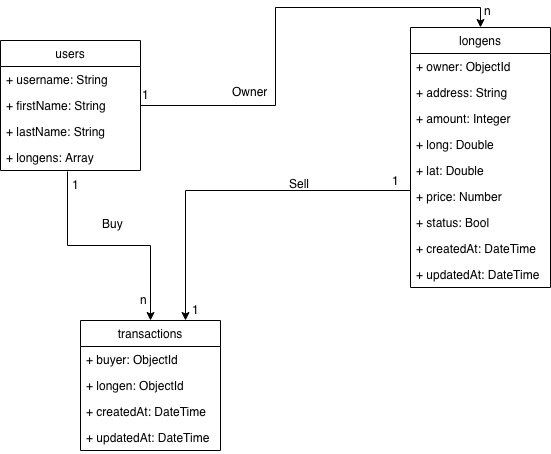 users
+ username: String
+ firstName: String
+ lastName: String
+ longens: Array
1
Owner
n
longens
+ owner: ObjectId
+ address: String
+ amount: Integer
+ long: Double
+ lat: Double
+ price: Number
+ status: Bool
+ createdAt: DateTime
+ updatedAt: DateTime
1
Sell
1
1
Buy
n
transactions
+ buyer: ObjectId
+ longen: ObjectId
+ createdAt: DateTime
+ updatedAt: DateTime